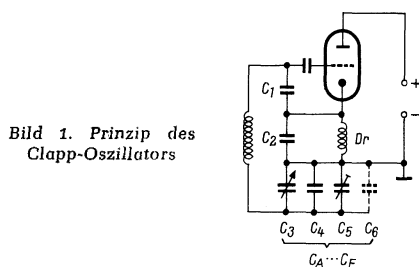 Bild 1. Prinzip des
Clapp-Oszillators
C1
C2
Dr
+
−
C3 C4 C5 C6
CA···CF